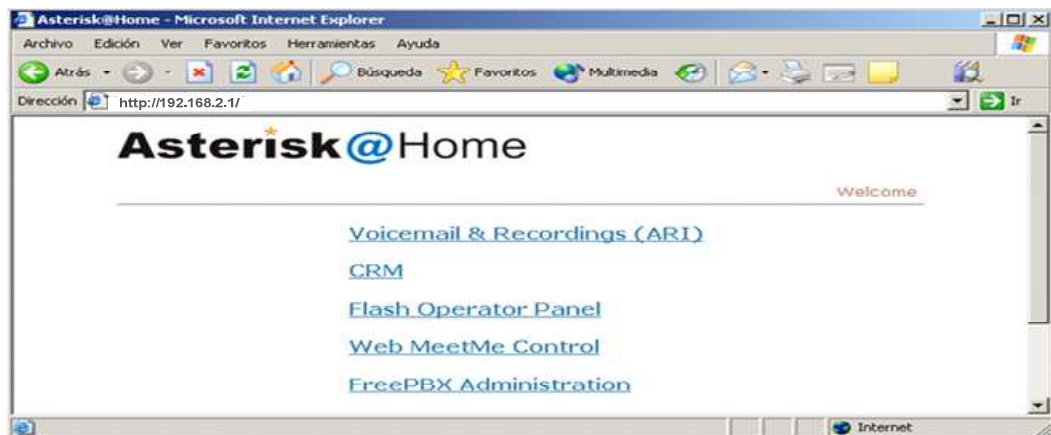 Asterisk@Home - Microsoft Internet Explorer
Archivo Edición Ver Favoritos Herramientas Ayuda
Atrás Búsqueda Favoritos Multimedia
Dirección http://192.168.2.1/ Ir
Asterisk@Home
Welcome
Voicemail & Recordings (ARI)
CRM
Flash Operator Panel
Web MeetMe Control
FreePBX Administration
Internet